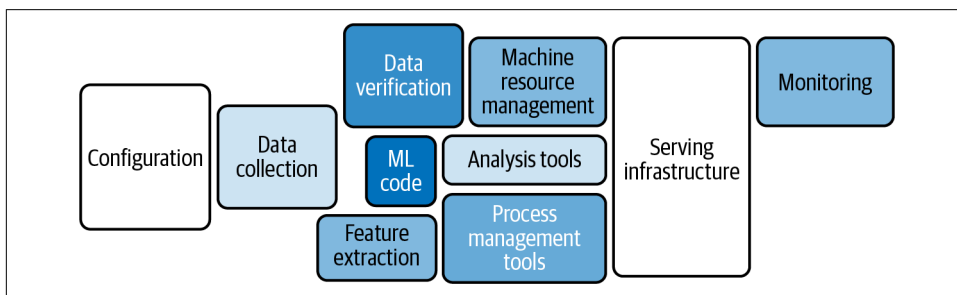 Configuration
Data
collection
Data
verification
ML
code
Feature
extraction
Machine
resource
management
Analysis tools
Process
management
tools
Serving
infrastructure
Monitoring